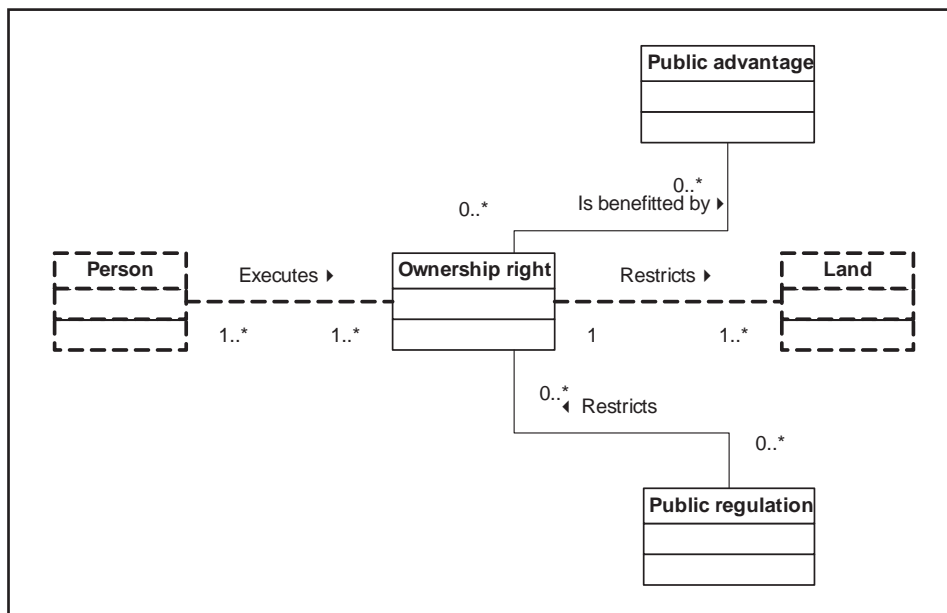 Public advantage
0..*
Is benefitted by
0..*
Person
Executes
Ownership right
Restricts
Land
1..*
1..*
1
1..*
0..*
Restricts
0..*
Public regulation